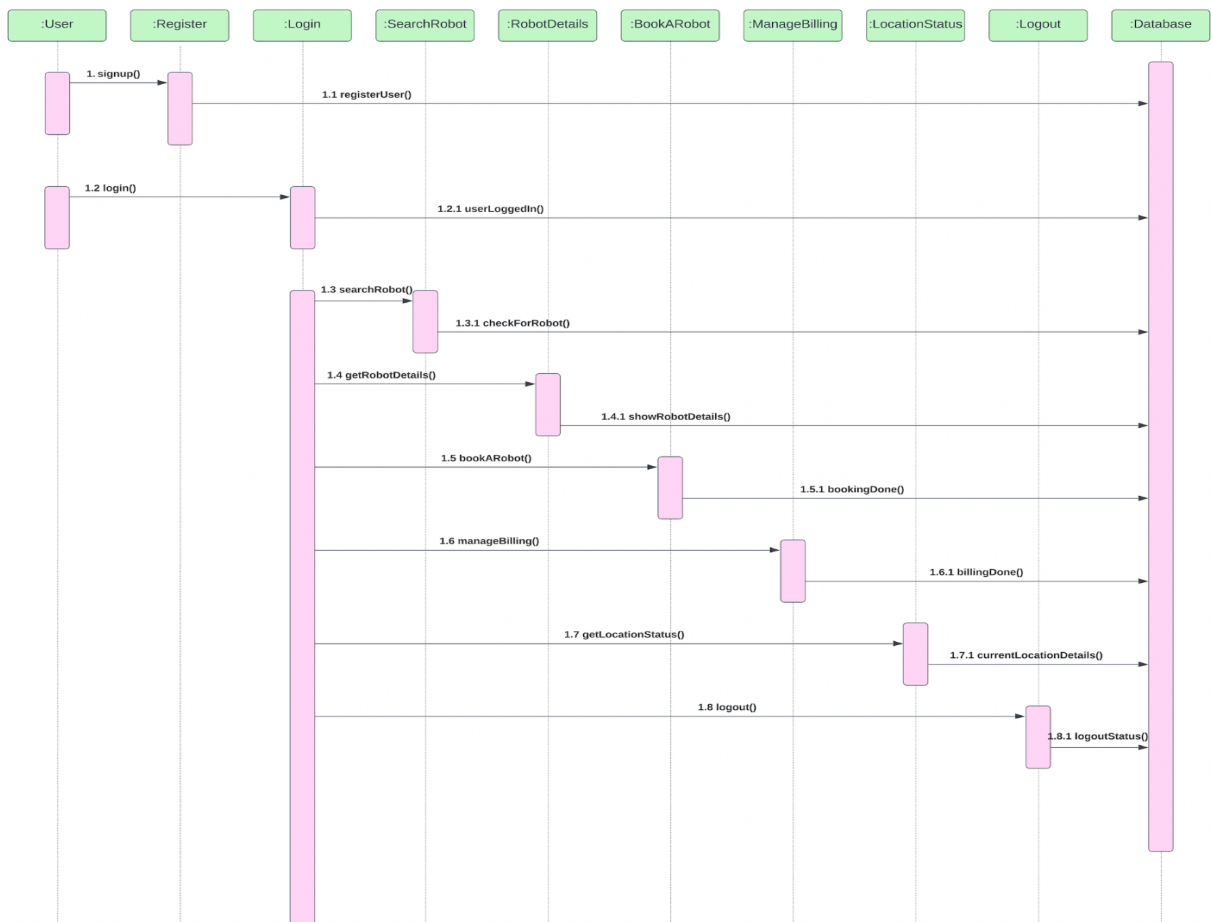 :User
:Register
:Login
:SearchRobot
:RobotDetails
:BookARobot
:ManageBilling
:LocationStatus
:Logout
:Database
1. signup()
1.1 registerUser()
1.2 login()
1.2.1 userLoggedIn()
1.3 searchRobot()
1.3.1 checkForRobot()
1.4 getRobotDetails()
1.4.1 showRobotDetails()
1.5 bookARobot()
1.5.1 bookingDone()
1.6 manageBilling()
1.6.1 billingDone()
1.7 getLocationStatus()
1.7.1 currentLocationDetails()
1.8 logout()
1.8.1 logoutStatus()